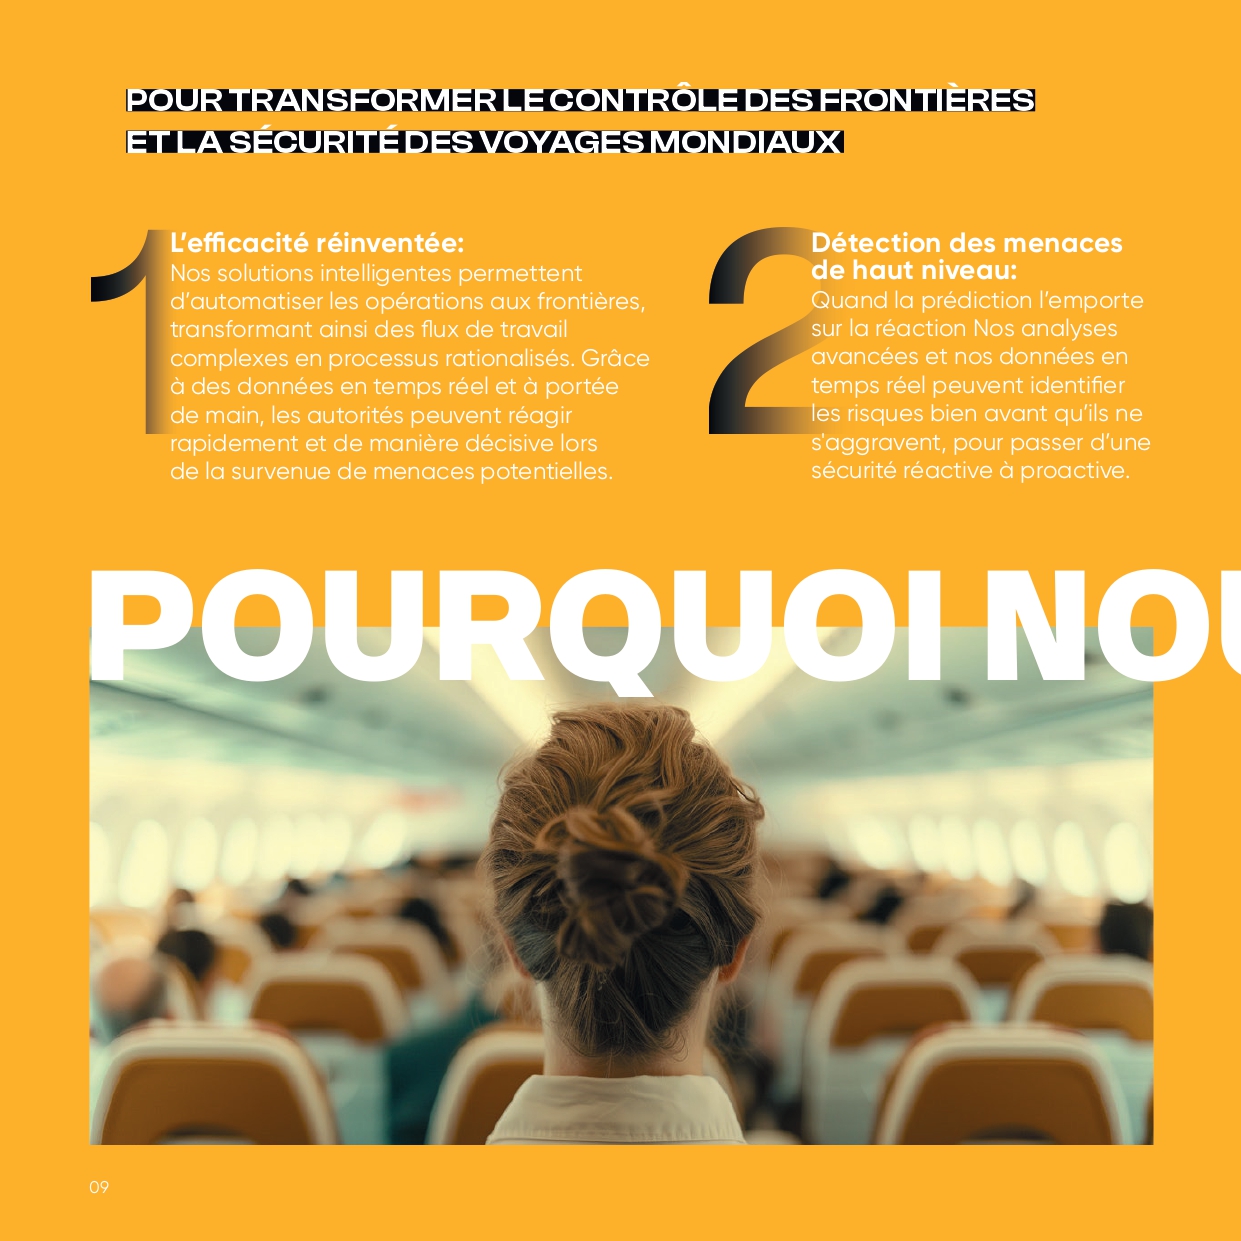 POUR TRANSFORMER LE CONTRÔLE DES FRONTIÈRES
ET LA SÉCURITÉ DES VOYAGES MONDIAUX
1
L’efficacité réinventée:
Nos solutions intelligentes permettent
d’automatiser les opérations aux frontières,
transformant ainsi des flux de travail
complexes en processus rationalisés. Grâce
à des données en temps réel et à portée
de main, les autorités peuvent réagir
rapidement et de manière décisive lors
de la survenue de menaces potentielles.
2
Détection des menaces
de haut niveau:
Quand la prédiction l’emporte
sur la réaction Nos analyses
avancées et nos données en
temps réel peuvent identifier
les risques bien avant qu’ils ne
s'aggravent, pour passer d’une
sécurité réactive à proactive.
POURQUOI NOU
09